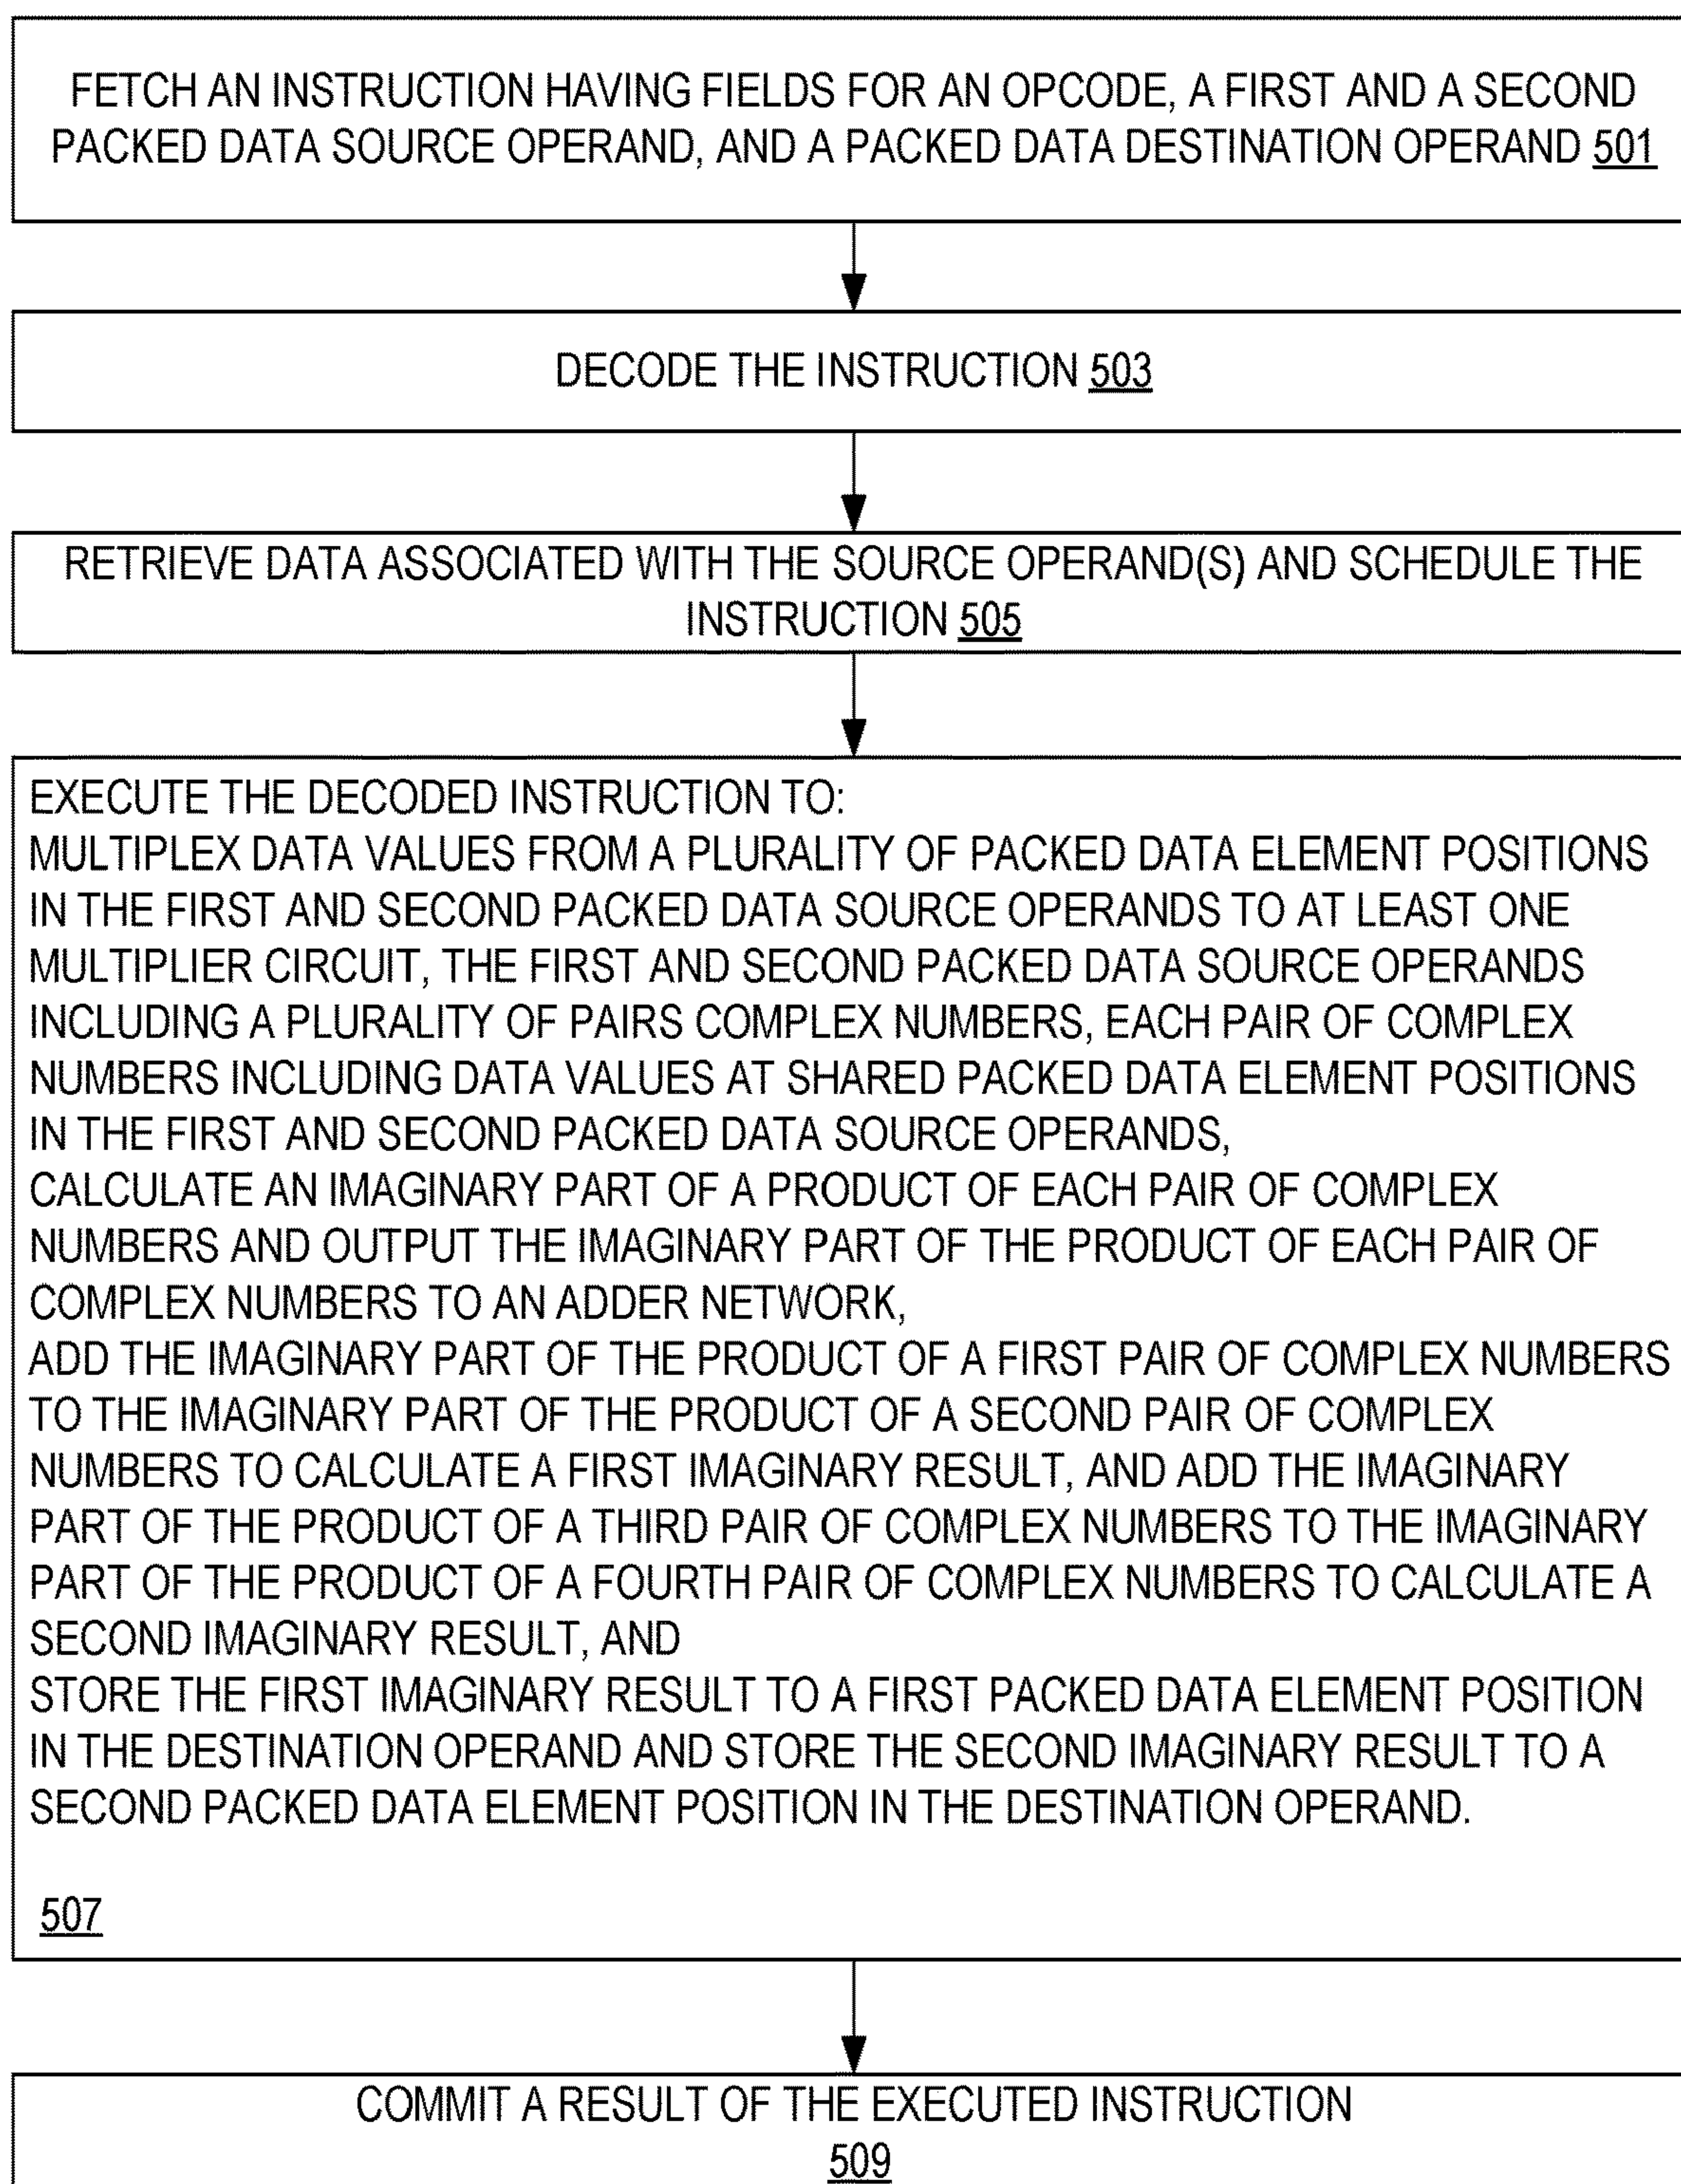 FETCH AN INSTRUCTION HAVING FIELDS FOR AN OPCODE, A FIRST AND A SECOND
PACKED DATA SOURCE OPERAND, AND A PACKED DATA DESTINATION OPERAND 501
DECODE THE INSTRUCTION 503
RETRIEVE DATA ASSOCIATED WITH THE SOURCE OPERAND(S) AND SCHEDULE THE
INSTRUCTION 505
EXECUTE THE DECODED INSTRUCTION TO:
MULTIPLEX DATA VALUES FROM A PLURALITY OF PACKED DATA ELEMENT POSITIONS
IN THE FIRST AND SECOND PACKED DATA SOURCE OPERANDS TO AT LEAST ONE
MULTIPLIER CIRCUIT, THE FIRST AND SECOND PACKED DATA SOURCE OPERANDS
INCLUDING A PLURALITY OF PAIRS COMPLEX NUMBERS, EACH PAIR OF COMPLEX
NUMBERS INCLUDING DATA VALUES AT SHARED PACKED DATA ELEMENT POSITIONS
IN THE FIRST AND SECOND PACKED DATA SOURCE OPERANDS,
CALCULATE AN IMAGINARY PART OF A PRODUCT OF EACH PAIR OF COMPLEX
NUMBERS AND OUTPUT THE IMAGINARY PART OF THE PRODUCT OF EACH PAIR OF
COMPLEX NUMBERS TO AN ADDER NETWORK,
ADD THE IMAGINARY PART OF THE PRODUCT OF A FIRST PAIR OF COMPLEX NUMBERS
TO THE IMAGINARY PART OF THE PRODUCT OF A SECOND PAIR OF COMPLEX
NUMBERS TO CALCULATE A FIRST IMAGINARY RESULT, AND ADD THE IMAGINARY
PART OF THE PRODUCT OF A THIRD PAIR OF COMPLEX NUMBERS TO THE IMAGINARY
PART OF THE PRODUCT OF A FOURTH PAIR OF COMPLEX NUMBERS TO CALCULATE A
SECOND IMAGINARY RESULT, AND
STORE THE FIRST IMAGINARY RESULT TO A FIRST PACKED DATA ELEMENT POSITION
IN THE DESTINATION OPERAND AND STORE THE SECOND IMAGINARY RESULT TO A
SECOND PACKED DATA ELEMENT POSITION IN THE DESTINATION OPERAND.
507
COMMIT A RESULT OF THE EXECUTED INSTRUCTION
509